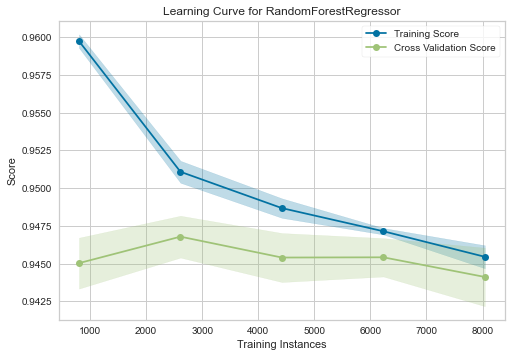 Learning Curve for RandomForestRegressor
Training Score
Cross Validation Score
0.9600
0.9575
0.9550
0.9525
0.9500
0.9475
0.9450
0.9425
Score
1000 2000 3000 4000 5000 6000 7000 8000
Training Instances